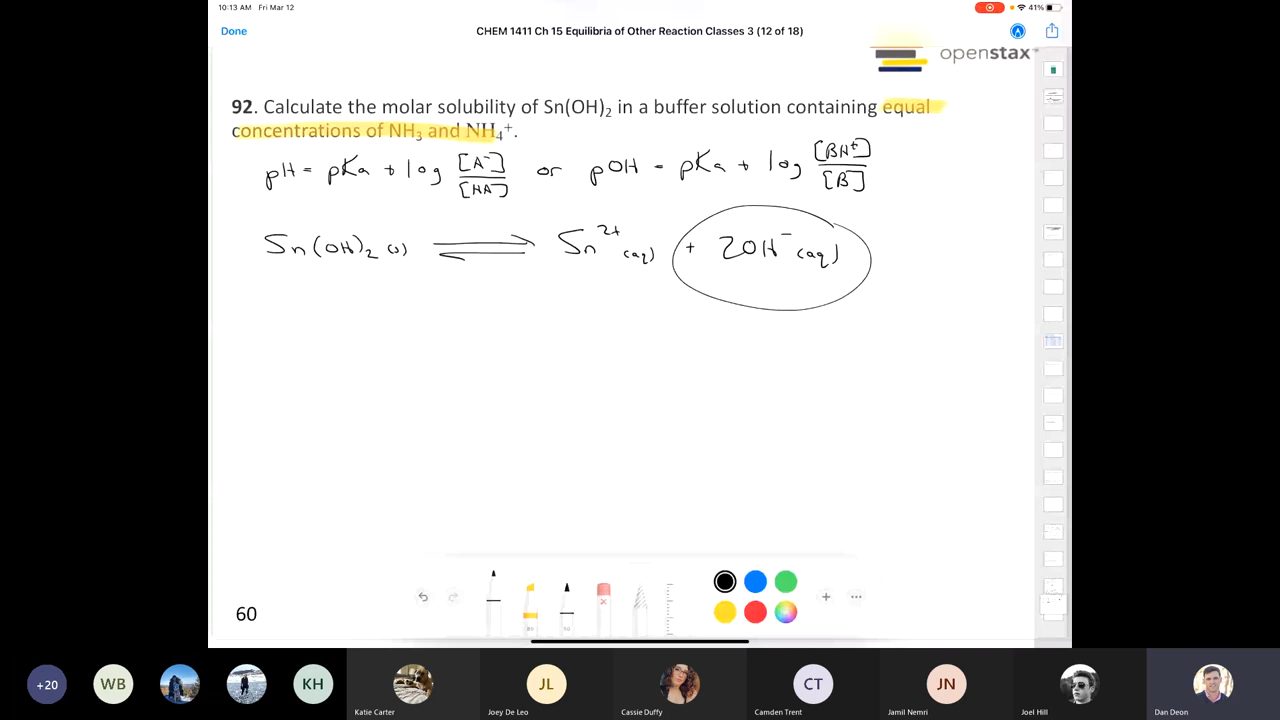 10:13 AM Fri Mar 12
41%
Done
CHEM 1411 Ch 15 Equilibria of Other Reaction Classes 3 (12 of 18)
openstax™
92. Calculate the molar solubility of Sn(OH)₂ in a buffer solution containing equal
concentrations of NH₃ and NH₄⁺.
pH = pKa + log [A⁻]/[HA] or pOH = pKa + log [BH⁺]/[B]
Sn(OH)₂ (s) ⇌ Sn²⁺ (aq) + 2OH⁻ (aq)
60
+20
WB
KH
JL
CT
JN
Katie Carter
Joey De Leo
Cassie Duffy
Camden Trent
Jamil Nemri
Joel Hill
Dan Deon